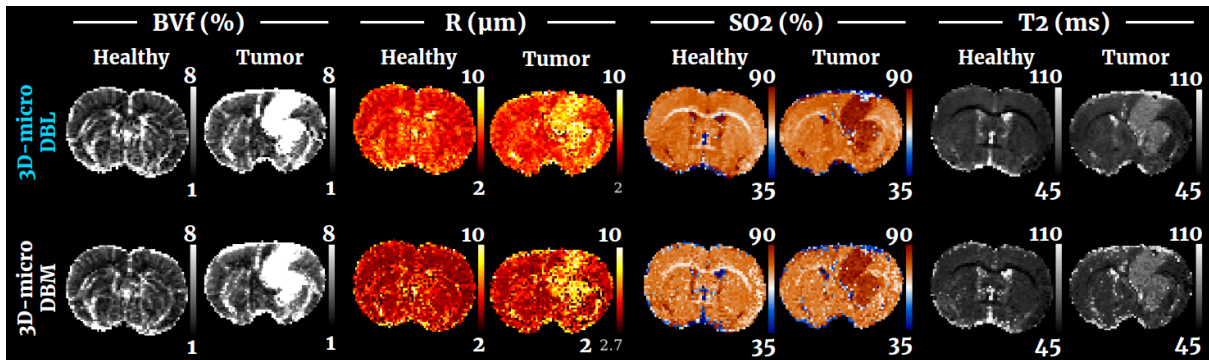 BVf (%) R (µm) SO2 (%) T2 (ms)
Healthy Tumor Healthy Tumor Healthy Tumor Healthy Tumor
8 8 10 10 90 90 110 110
3D-micro
DBL
1 1 2 2 35 35 45 45
8 8 10 10 90 90 110 110
3D-micro
DBM
1 1 2 2 2.7 35 35 45 45